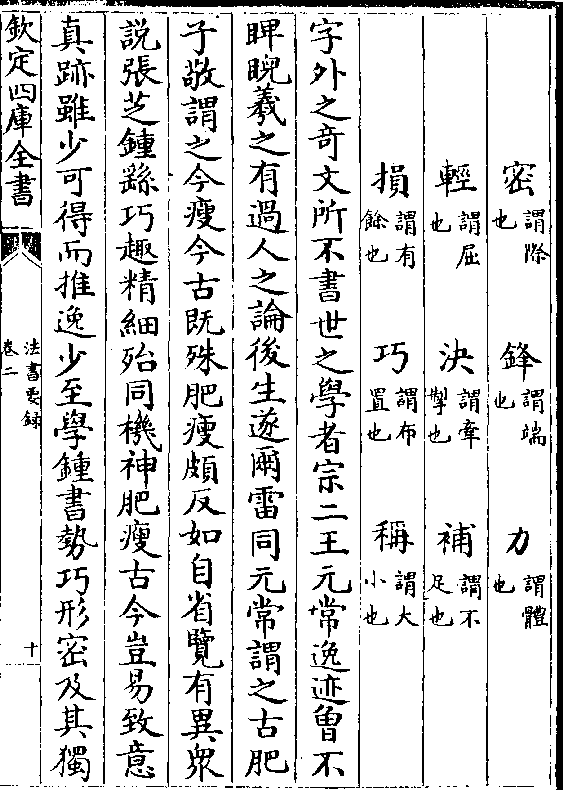 密謂際也 鋒謂端也 力謂體也
輕謂屈也 決謂牽掣也 補謂不足也
損謂有餘也 巧謂布置也 稱謂大小也
字外之竒文所不書世之學者宗二王元常逸迹曾不
睥睨羲之有過人之論後生遂爾雷同元常謂之古肥
子敬謂之今瘦今古既殊肥瘦頗反如自省覽有異衆
說張芝鍾繇巧趣精細殆同機神肥瘦古今豈易致意
真跡雖少可得而推逸少至學鍾書勢巧形密及其獨
欽定四庫全書
法書要録
卷二
十